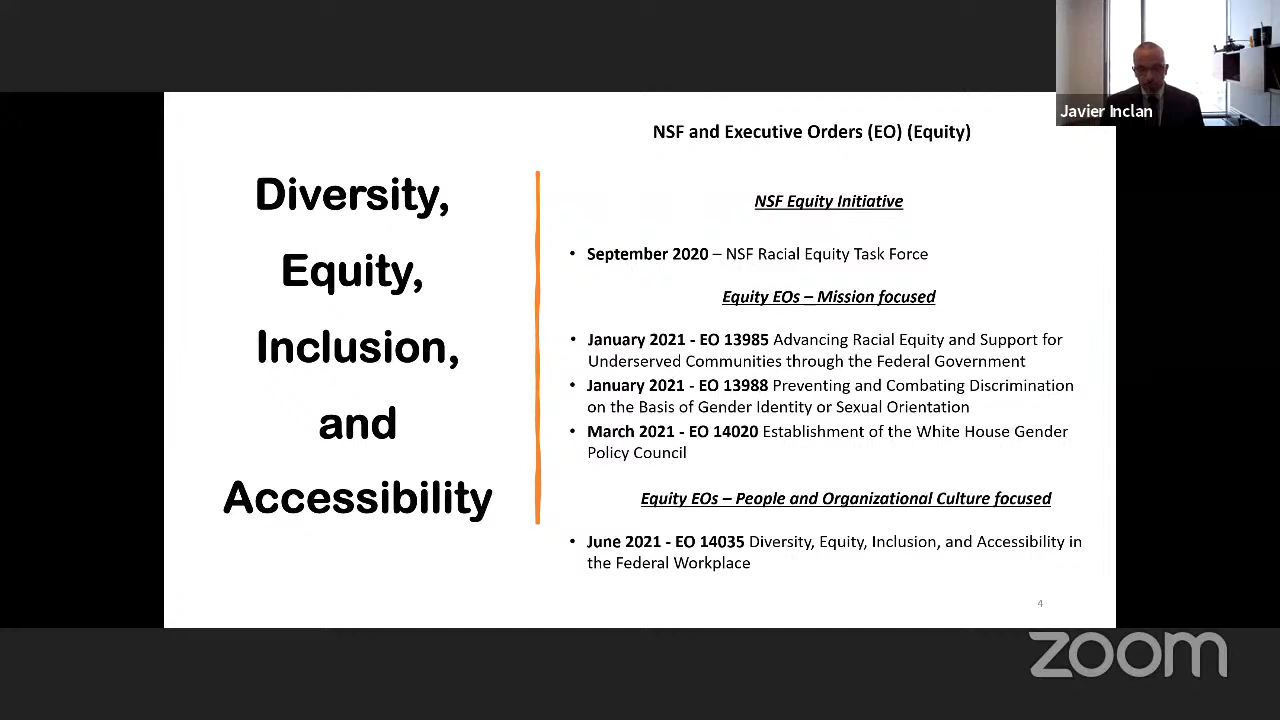 Javier Inclan
NSF and Executive Orders (EO) (Equity)
Diversity,
Equity,
Inclusion,
and
Accessibility
NSF Equity Initiative
• September 2020 – NSF Racial Equity Task Force
Equity EOs – Mission focused
• January 2021 - EO 13985 Advancing Racial Equity and Support for
Underserved Communities through the Federal Government
• January 2021 - EO 13988 Preventing and Combating Discrimination
on the Basis of Gender Identity or Sexual Orientation
• March 2021 - EO 14020 Establishment of the White House Gender
Policy Council
Equity EOs – People and Organizational Culture focused
• June 2021 - EO 14035 Diversity, Equity, Inclusion, and Accessibility in
the Federal Workplace
4
zoom